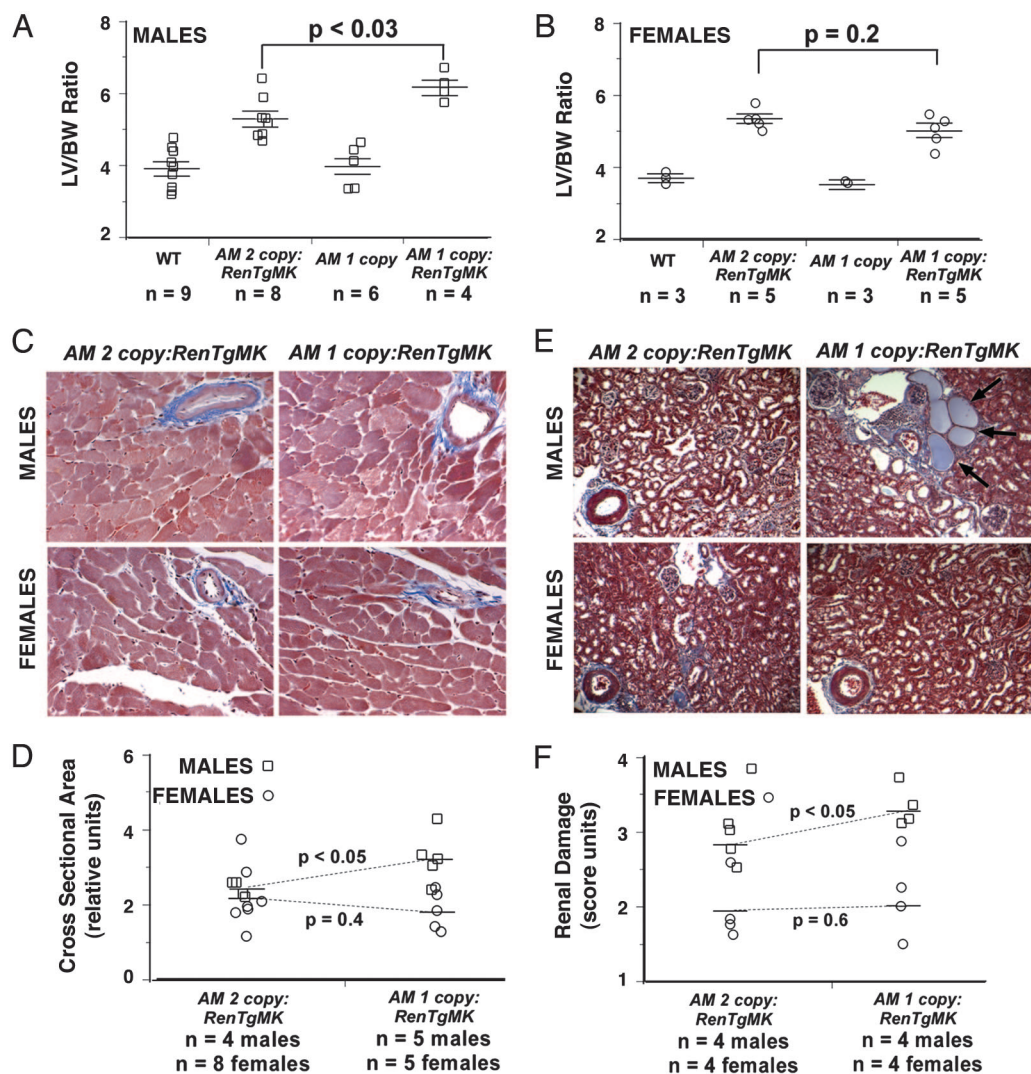 A
MALES
p < 0.03
LV/BW Ratio
8
6
4
2
WT
AM 2 copy:
RenTgMK
AM 1 copy
AM 1 copy:
RenTgMK
n = 9
n = 8
n = 6
n = 4
B
FEMALES
p = 0.2
LV/BW Ratio
8
6
4
2
WT
AM 2 copy:
RenTgMK
AM 1 copy
AM 1 copy:
RenTgMK
n = 3
n = 5
n = 3
n = 5
C
AM 2 copy:RenTgMK
AM 1 copy:RenTgMK
MALES
FEMALES
E
AM 2 copy:RenTgMK
AM 1 copy:RenTgMK
MALES
FEMALES
D
MALES
FEMALES
p < 0.05
p = 0.4
Cross Sectional Area
(relative units)
6
4
2
0
AM 2 copy:
RenTgMK
n = 4 males
n = 8 females
AM 1 copy:
RenTgMK
n = 5 males
n = 5 females
F
MALES
FEMALES
p < 0.05
p = 0.6
Renal Damage
(score units)
4
3
2
1
AM 2 copy:
RenTgMK
n = 4 males
n = 4 females
AM 1 copy:
RenTgMK
n = 4 males
n = 4 females